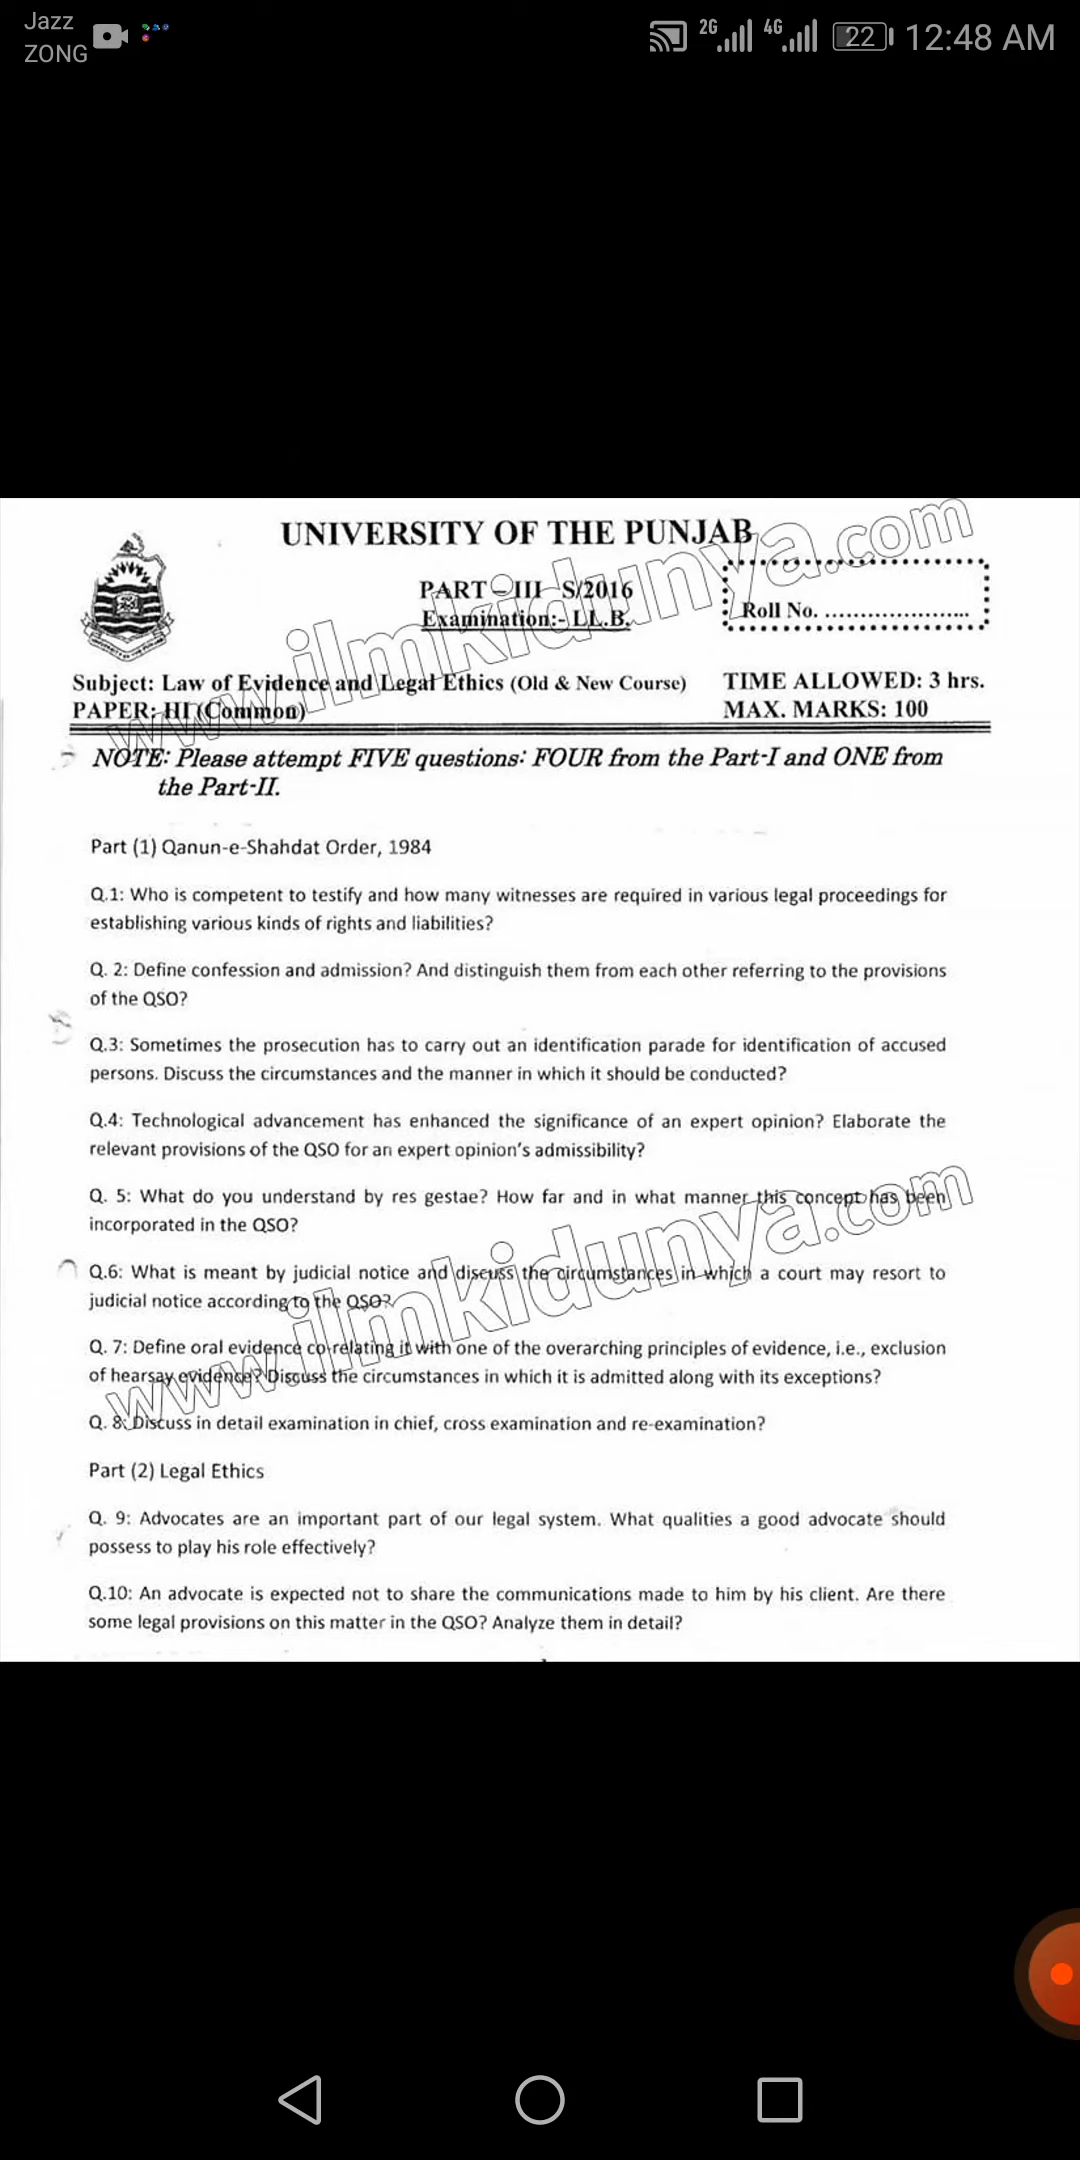 Jazz
ZONG
2G
4G
22
12:48 AM
UNIVERSITY OF THE PUNJAB
PART – III S/2016
Examination:- LL.B.
Roll No. ......................
Subject: Law of Evidence and Legal Ethics (Old & New Course)
TIME ALLOWED: 3 hrs.
PAPER: III (Common)
MAX. MARKS: 100
NOTE: Please attempt FIVE questions: FOUR from the Part-I and ONE from
the Part-II.
Part (1) Qanun-e-Shahdat Order, 1984
Q.1: Who is competent to testify and how many witnesses are required in various legal proceedings for
establishing various kinds of rights and liabilities?
Q. 2: Define confession and admission? And distinguish them from each other referring to the provisions
of the QSO?
Q.3: Sometimes the prosecution has to carry out an identification parade for identification of accused
persons. Discuss the circumstances and the manner in which it should be conducted?
Q.4: Technological advancement has enhanced the significance of an expert opinion? Elaborate the
relevant provisions of the QSO for an expert opinion's admissibility?
Q. 5: What do you understand by res gestae? How far and in what manner this concept has been
incorporated in the QSO?
Q.6: What is meant by judicial notice and discuss the circumstances in which a court may resort to
judicial notice according to the QSO?
Q. 7: Define oral evidence co-relating it with one of the overarching principles of evidence, i.e., exclusion
of hearsay evidence? Discuss the circumstances in which it is admitted along with its exceptions?
Q. 8: Discuss in detail examination in chief, cross examination and re-examination?
Part (2) Legal Ethics
Q. 9: Advocates are an important part of our legal system. What qualities a good advocate should
possess to play his role effectively?
Q.10: An advocate is expected not to share the communications made to him by his client. Are there
some legal provisions on this matter in the QSO? Analyze them in detail?
www.ilmkidunya.com
www.ilmkidunya.com